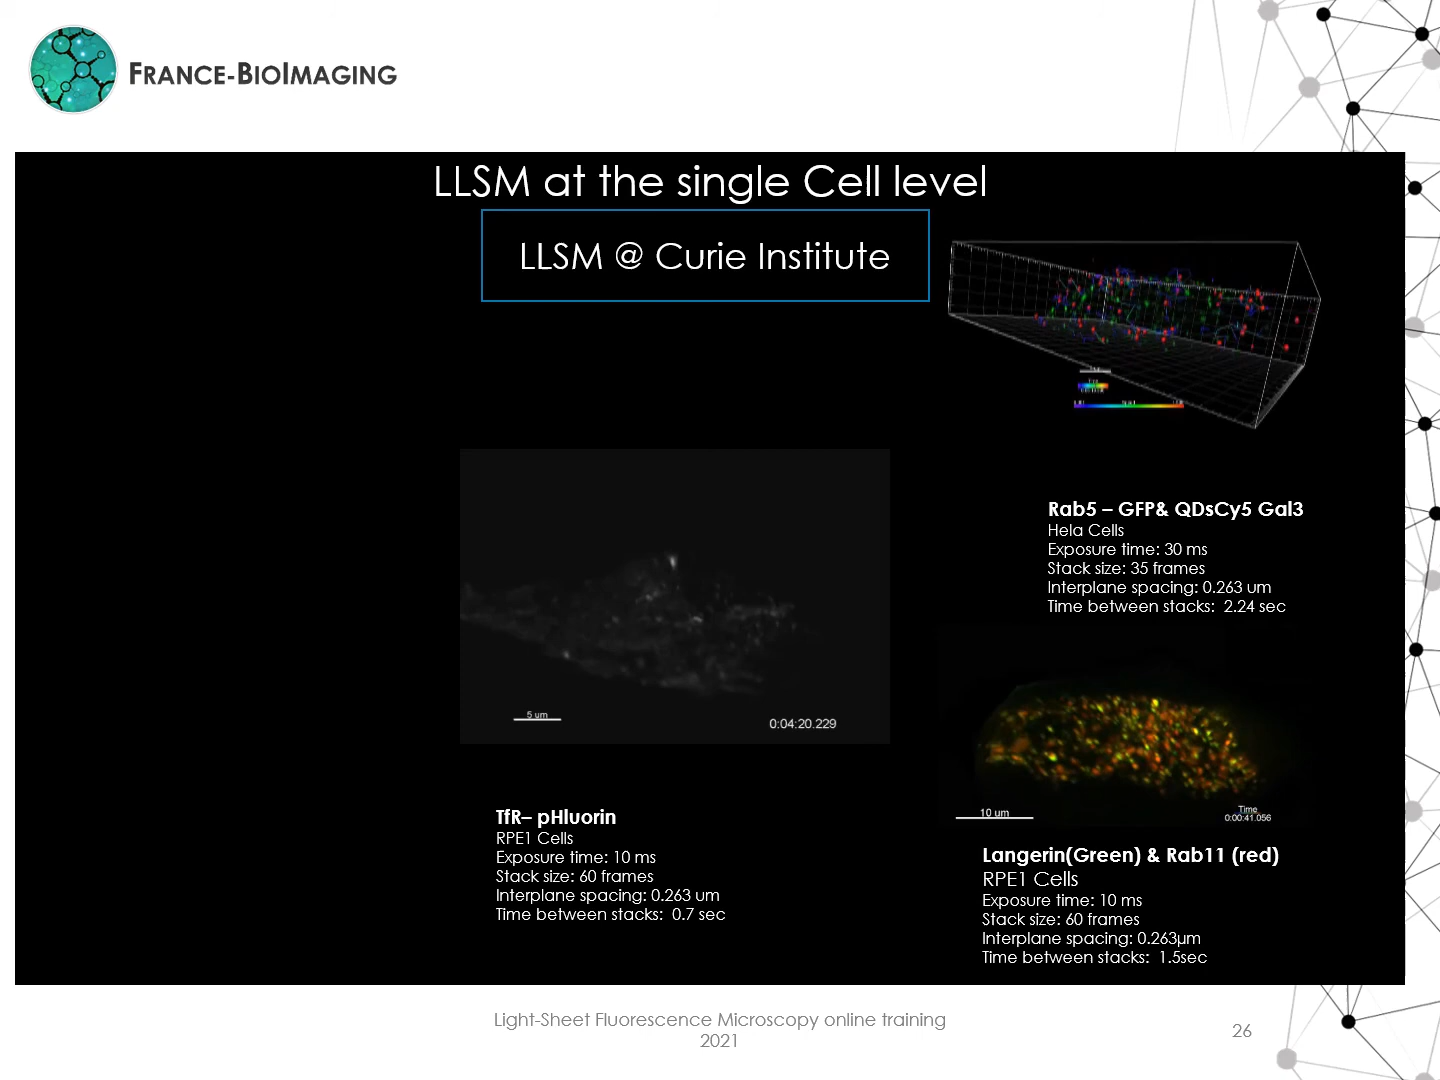 FRANCE-BIOIMAGING
LLSM at the single Cell level
LLSM @ Curie Institute
Rab5 – GFP& QDsCy5 Gal3
Hela Cells
Exposure time: 30 ms
Stack size: 35 frames
Interplane spacing: 0.263 um
Time between stacks:  2.24 sec
5 um
0:04:20.229
10 um
Time
0:00:41.056
TfR– pHluorin
RPE1 Cells
Exposure time: 10 ms
Stack size: 60 frames
Interplane spacing: 0.263 um
Time between stacks:  0.7 sec
Langerin(Green) & Rab11 (red)
RPE1 Cells
Exposure time: 10 ms
Stack size: 60 frames
Interplane spacing: 0.263µm
Time between stacks:  1.5sec
Light-Sheet Fluorescence Microscopy online training
2021
26